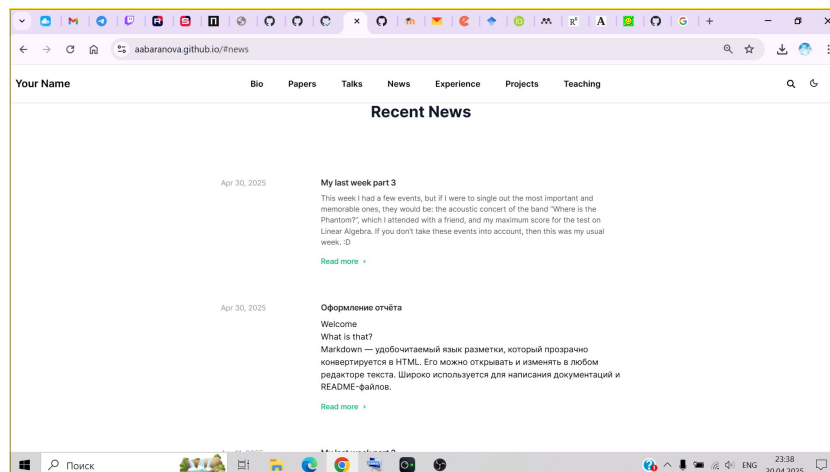 aabaranova.github.io/#news
Your Name
Bio Papers Talks News Experience Projects Teaching
Recent News
Apr 30, 2025
My last week part 3
This week I had a few events, but if I were to single out the most important and
memorable ones, they would be: the acoustic concert of the band "Where is the
Phantom?", which I attended with a friend, and my maximum score for the test on
Linear Algebra. If you don't take these events into account, then this was my usual
week. :D
Read more ›
Apr 30, 2025
Оформление отчёта
Welcome
What is that?
Markdown — удобочитаемый язык разметки, который прозрачно
конвертируется в HTML. Его можно открывать и изменять в любом
редакторе текста. Широко используется для написания документаций и
README-файлов.
Read more ›
Поиск
ENG
23:38
20.04.2025